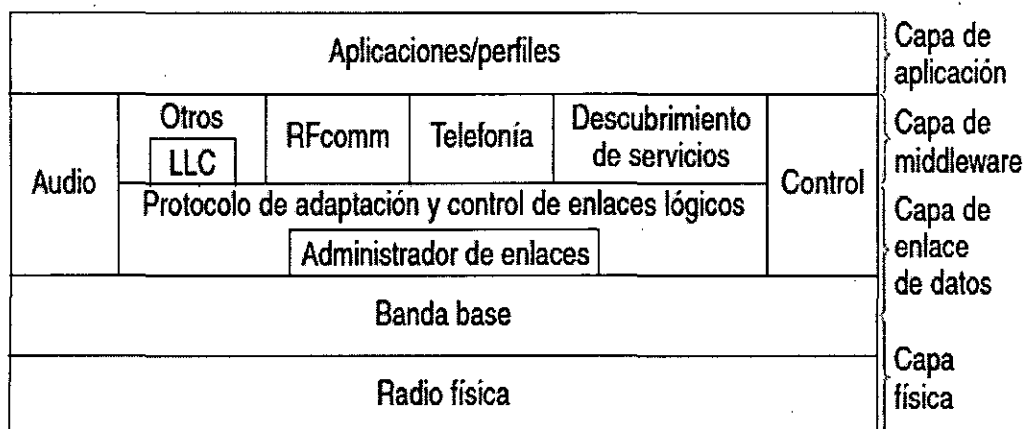 Aplicaciones/perfiles
Capa de
aplicación
Audio
Otros
LLC
RFcomm
Telefonía
Descubrimiento
de servicios
Control
Capa de
middleware
Protocolo de adaptación y control de enlaces lógicos
Administrador de enlaces
Capa de
enlace
de datos
Banda base
Radio física
Capa
física